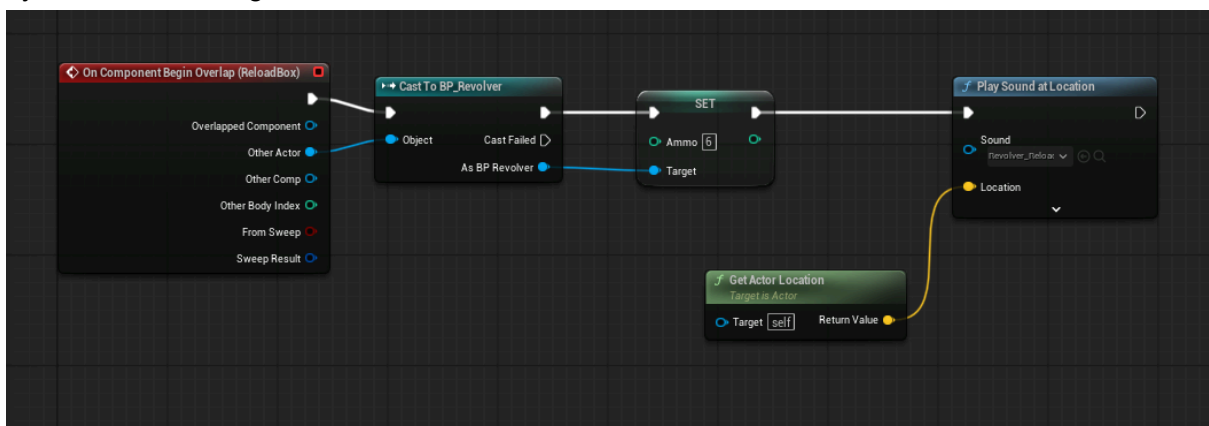 On Component Begin Overlap (ReloadBox)
Overlapped Component
Other Actor
Other Comp
Other Body Index
From Sweep
Sweep Result
Cast To BP_Revolver
Object
Cast Failed
As BP Revolver
SET
Ammo 6
Target
f Play Sound at Location
Sound
Location
f Get Actor Location
Target is Actor
Target self
Return Value